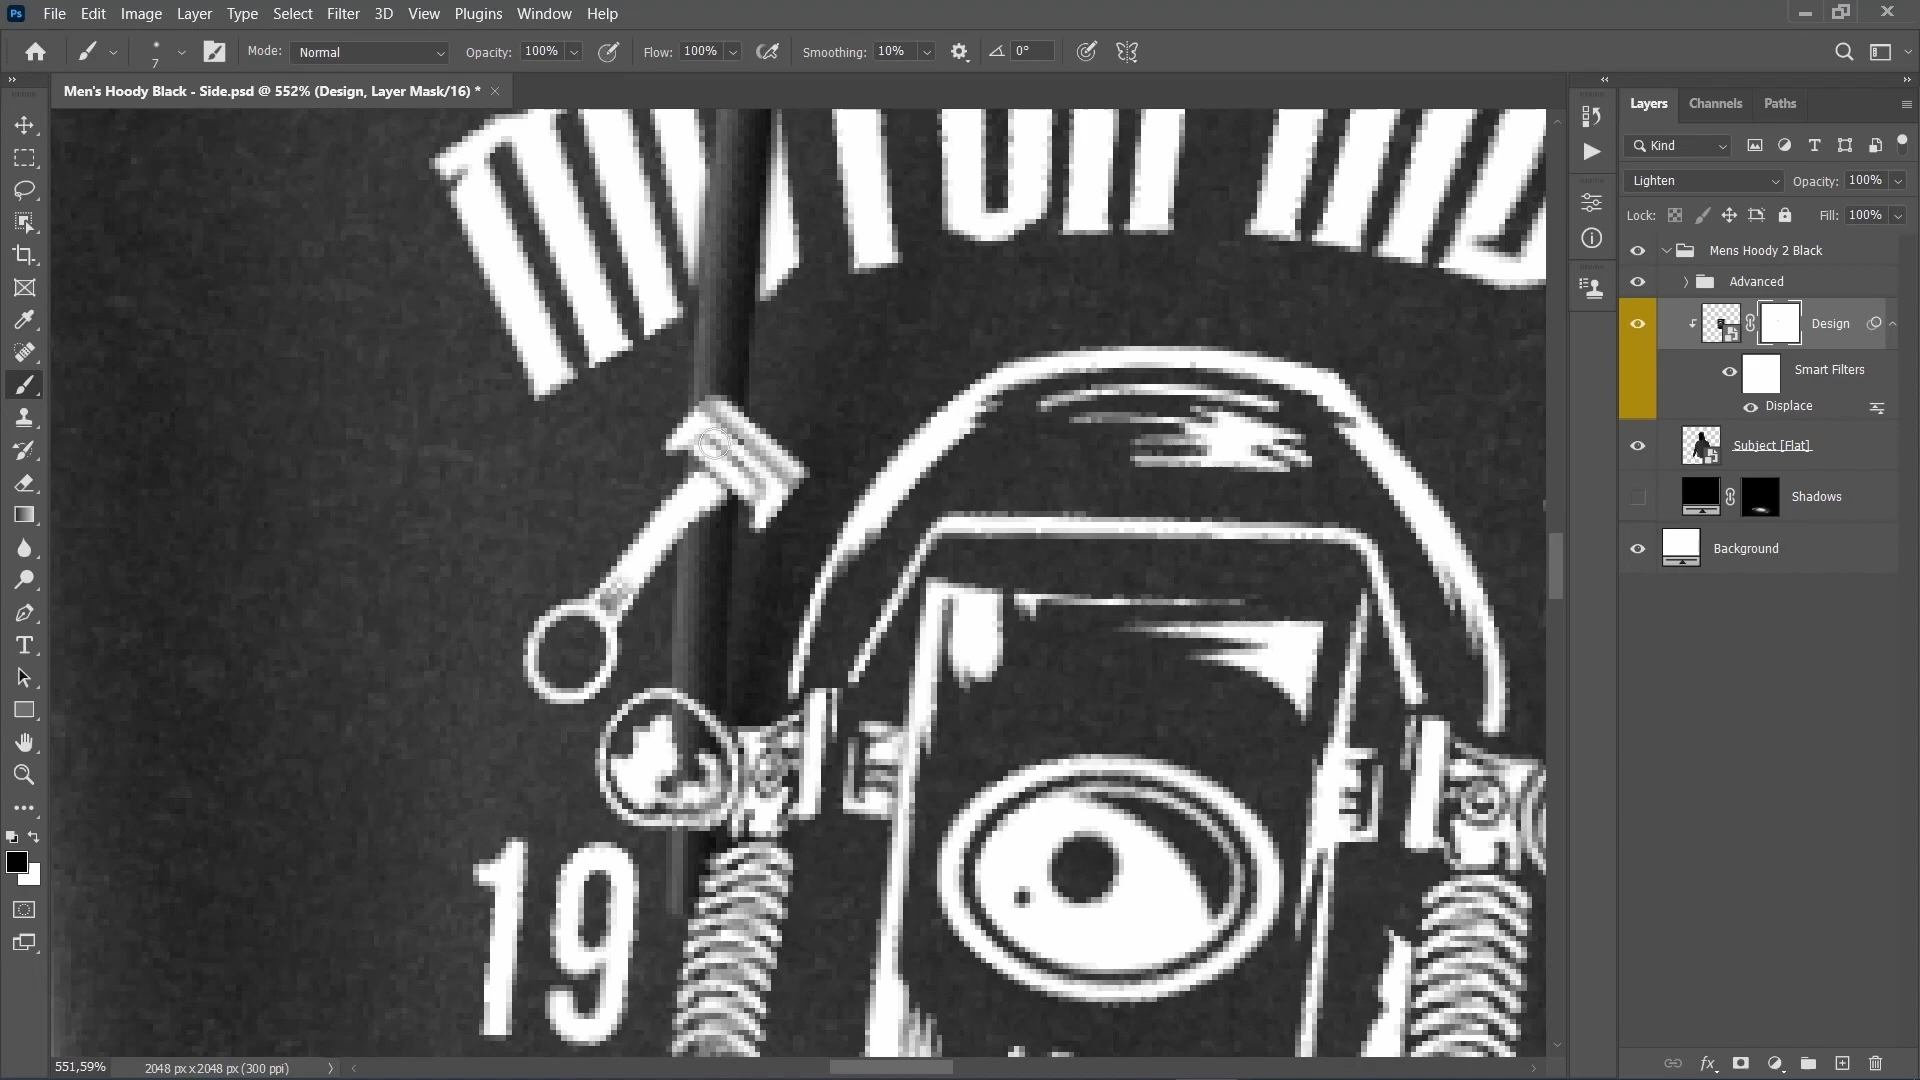 Ps File Edit Image Layer Type Select Filter 3D View Plugins Window Help
7 Mode: Normal Opacity: 100% Flow: 100% Smoothing: 10% 0°
Men's Hoody Black - Side.psd @ 552% (Design, Layer Mask/16) *
Layers Channels Paths
Kind
Lighten Opacity: 100%
Lock: Fill: 100%
Mens Hoody 2 Black
Advanced
Design
Smart Filters
Displace
Subject [Flat]
Shadows
Background
19
551,59% 2048 px x 2048 px (300 ppi)
fx